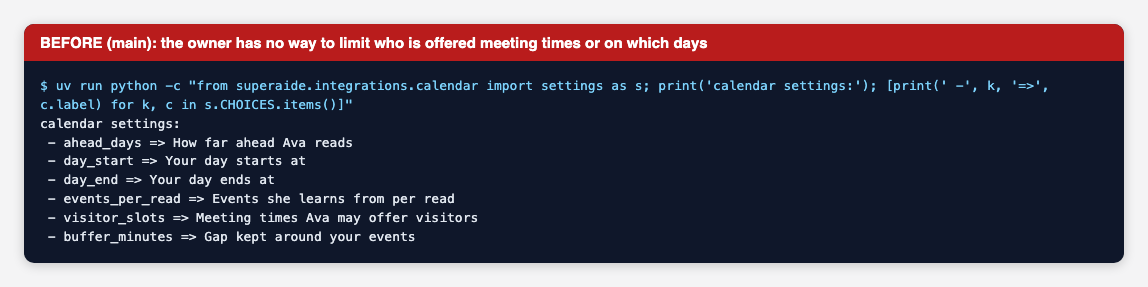 BEFORE (main): the owner has no way to limit who is offered meeting times or on which days
$ uv run python -c "from superaide.integrations.calendar import settings as s; print('calendar settings:'); [print(' -', k, '=>',
c.label) for k, c in s.CHOICES.items()]"
calendar settings:
 - ahead_days => How far ahead Ava reads
 - day_start => Your day starts at
 - day_end => Your day ends at
 - events_per_read => Events she learns from per read
 - visitor_slots => Meeting times Ava may offer visitors
 - buffer_minutes => Gap kept around your events